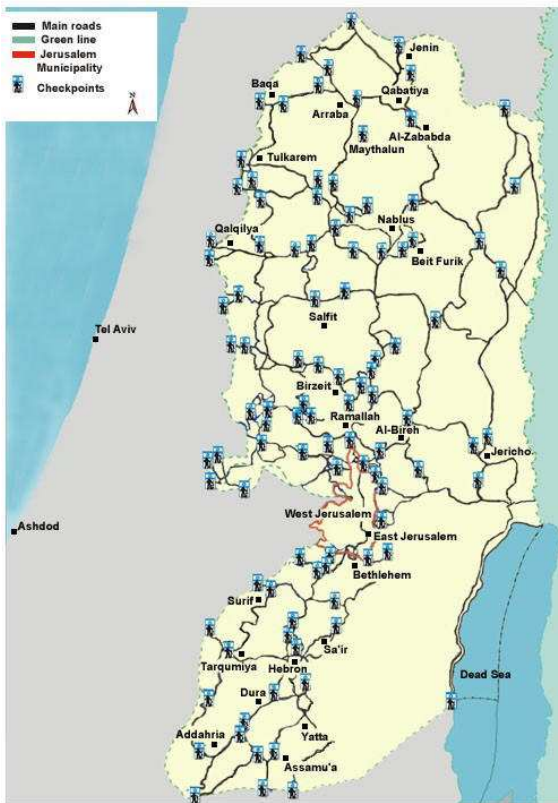 Main roads
Green line
Jerusalem
Municipality
Checkpoints
N
Jenin
Baqa
Qabatiya
Arraba
Al-Zababda
Maythalun
Tulkarem
Nablus
Qalqilya
Beit Furik
Salfit
Tel Aviv
Birzeit
Ramallah
Al-Bireh
Jericho
West Jerusalem
Ashdod
East Jerusalem
Bethlehem
Surif
Sa'ir
Tarqumiya
Hebron
Dead Sea
Dura
Yatta
Addahria
Assamu'a